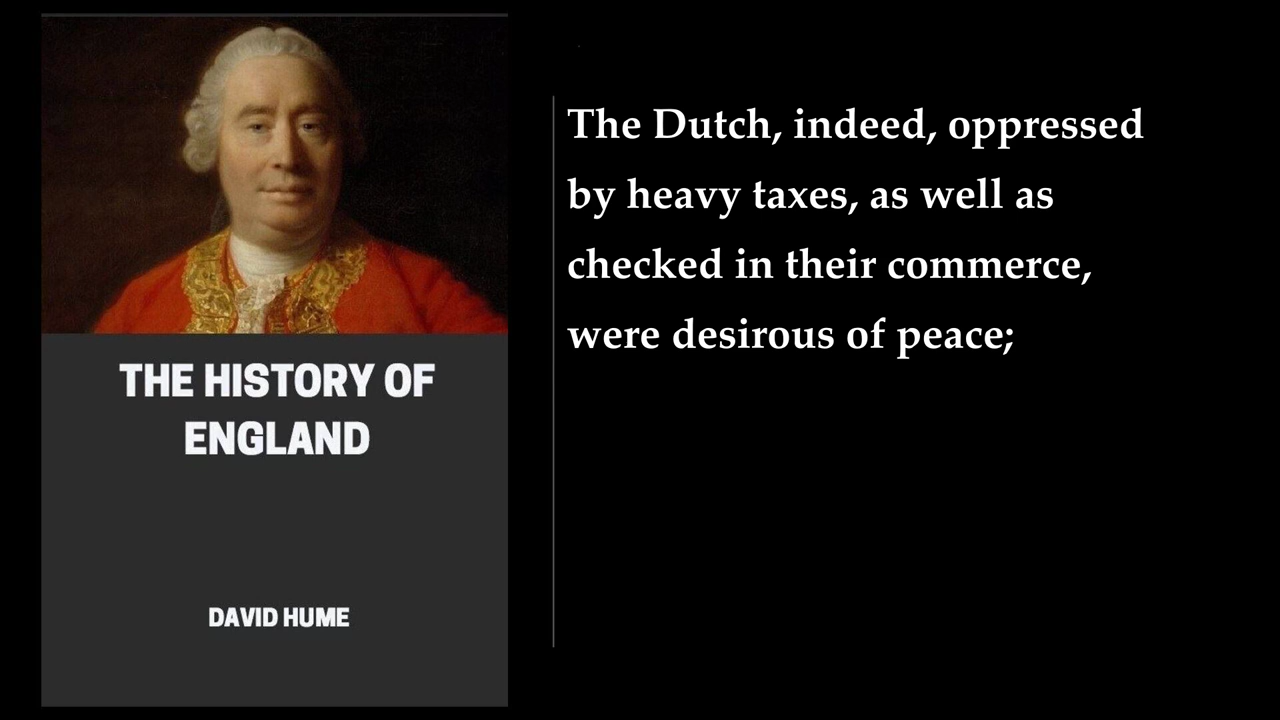 THE HISTORY OF
ENGLAND
DAVID HUME
The Dutch, indeed, oppressed
by heavy taxes, as well as
checked in their commerce,
were desirous of peace;